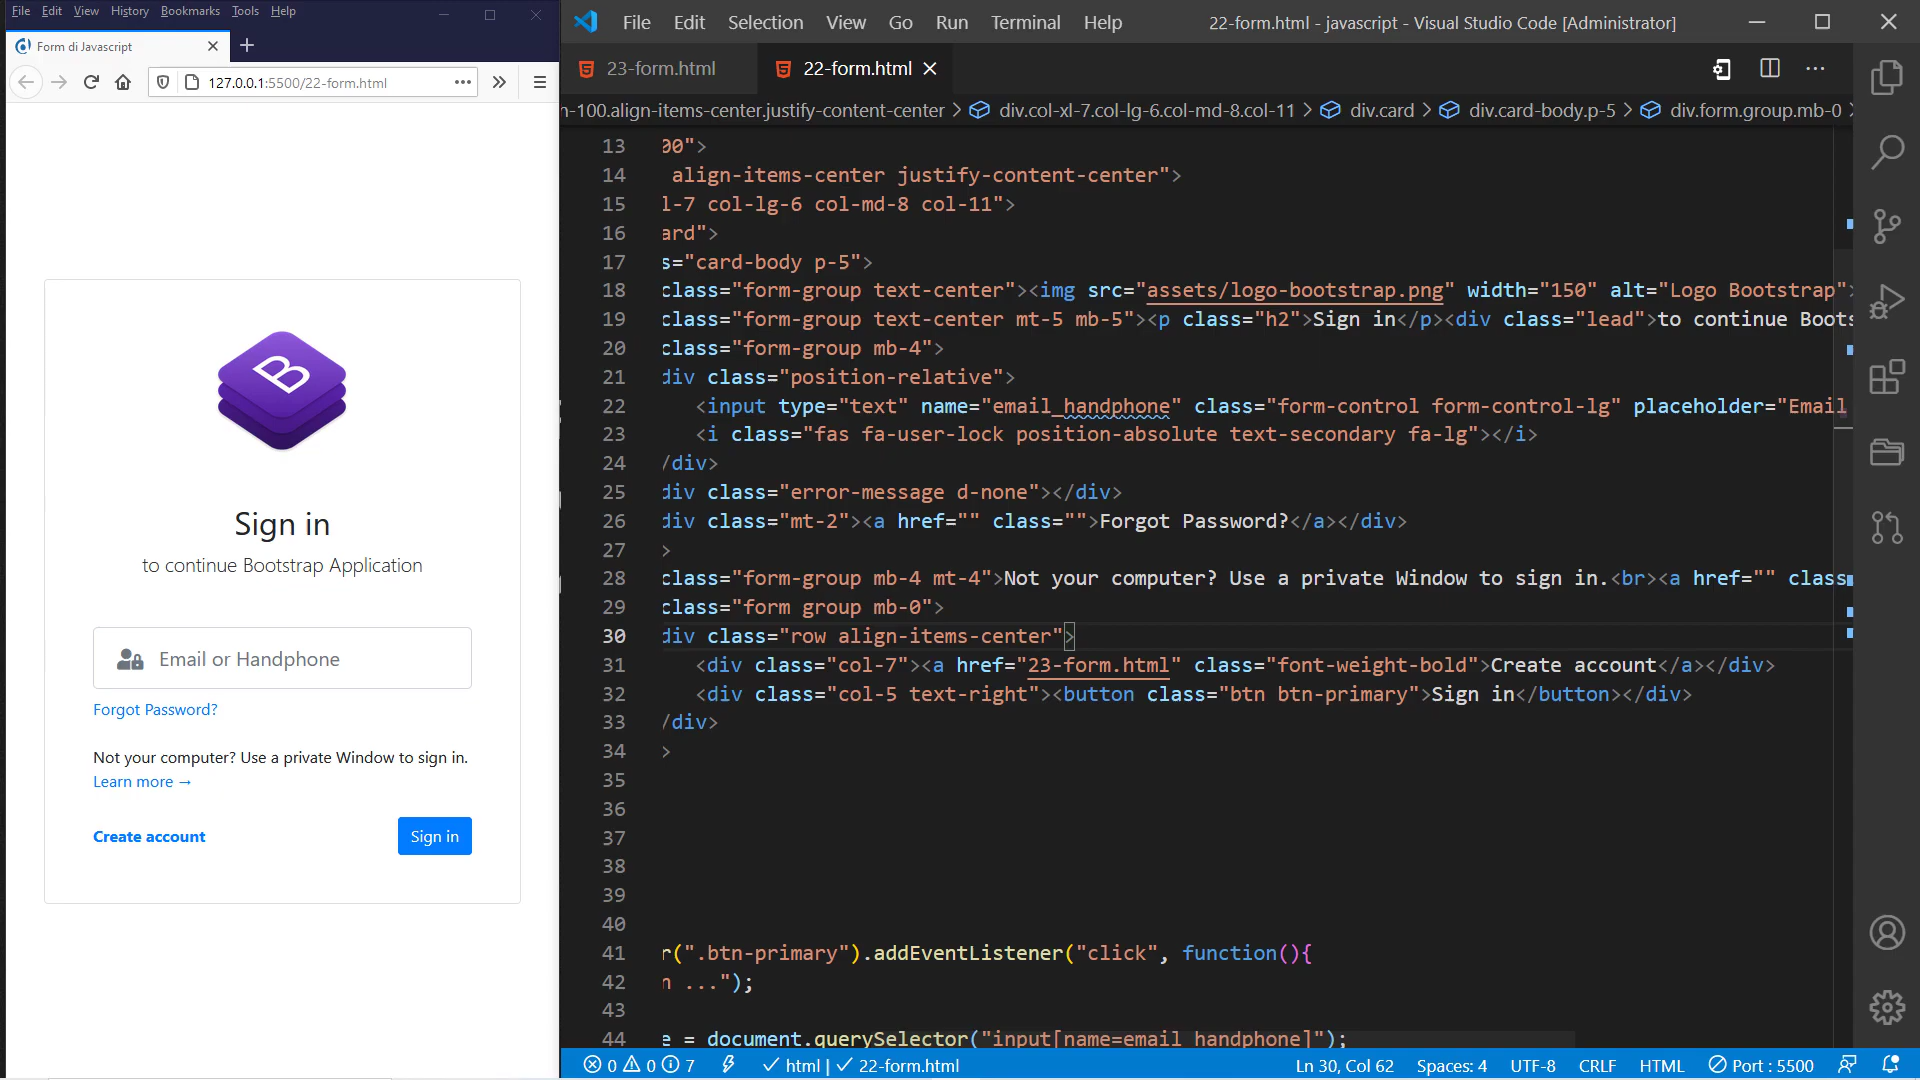 File Edit View History Bookmarks Tools Help
Form di Javascript
127.0.0.1:5500/22-form.html
B
Sign in
to continue Bootstrap Application
Email or Handphone
Forgot Password?
Not your computer? Use a private Window to sign in.
Learn more →
Create account
Sign in
File Edit Selection View Go Run Terminal Help
22-form.html - javascript - Visual Studio Code [Administrator]
23-form.html
22-form.html
n-100.align-items-center.justify-content-center > div.col-xl-7.col-lg-6.col-md-8.col-11 > div.card > div.card-body.p-5 > div.form.group.mb-0 >
13 00">
14 align-items-center justify-content-center">
15 l-7 col-lg-6 col-md-8 col-11">
16 ard">
17 s="card-body p-5">
18 class="form-group text-center"><img src="assets/logo-bootstrap.png" width="150" alt="Logo Bootstrap">
19 class="form-group text-center mt-5 mb-5"><p class="h2">Sign in</p><div class="lead">to continue Boots
20 class="form-group mb-4">
21 div class="position-relative">
22 <input type="text" name="email_handphone" class="form-control form-control-lg" placeholder="Email
23 <i class="fas fa-user-lock position-absolute text-secondary fa-lg"></i>
24 /div>
25 div class="error-message d-none"></div>
26 div class="mt-2"><a href="" class="">Forgot Password?</a></div>
27 >
28 class="form-group mb-4 mt-4">Not your computer? Use a private Window to sign in.<br><a href="" class
29 class="form group mb-0">
30 div class="row align-items-center">
31 <div class="col-7"><a href="23-form.html" class="font-weight-bold">Create account</a></div>
32 <div class="col-5 text-right"><button class="btn btn-primary">Sign in</button></div>
33 /div>
34 >
35
36
37
38
39
40
41 r(".btn-primary").addEventListener("click", function(){
42 n ...");
43
44 e = document.querySelector("input[name=email_handphone]");
0 0 7 html | 22-form.html
Ln 30, Col 62 Spaces: 4 UTF-8 CRLF HTML Port : 5500